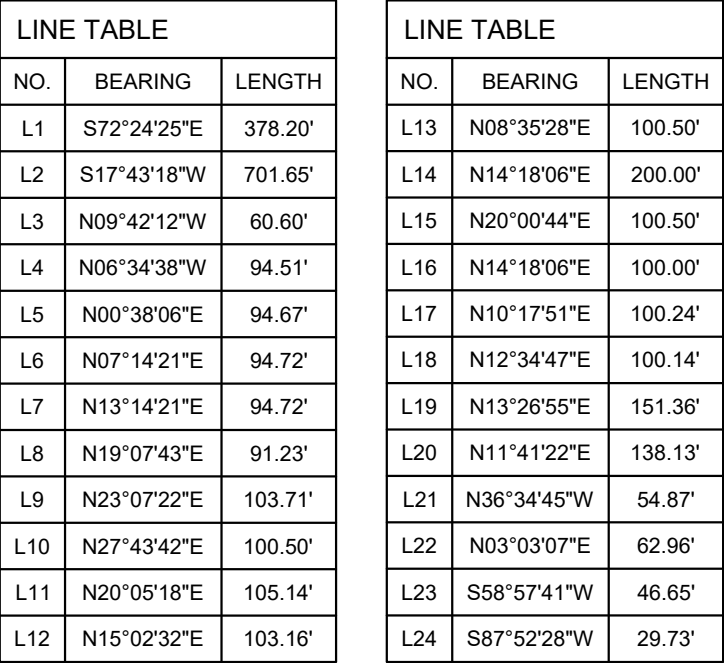 LINE TABLE
NO. BEARING LENGTH
L1 S72°24'25"E 378.20'
L2 S17°43'18"W 701.65'
L3 N09°42'12"W 60.60'
L4 N06°34'38"W 94.51'
L5 N00°38'06"E 94.67'
L6 N07°14'21"E 94.72'
L7 N13°14'21"E 94.72'
L8 N19°07'43"E 91.23'
L9 N23°07'22"E 103.71'
L10 N27°43'42"E 100.50'
L11 N20°05'18"E 105.14'
L12 N15°02'32"E 103.16'
LINE TABLE
NO. BEARING LENGTH
L13 N08°35'28"E 100.50'
L14 N14°18'06"E 200.00'
L15 N20°00'44"E 100.50'
L16 N14°18'06"E 100.00'
L17 N10°17'51"E 100.24'
L18 N12°34'47"E 100.14'
L19 N13°26'55"E 151.36'
L20 N11°41'22"E 138.13'
L21 N36°34'45"W 54.87'
L22 N03°03'07"E 62.96'
L23 S58°57'41"W 46.65'
L24 S87°52'28"W 29.73'